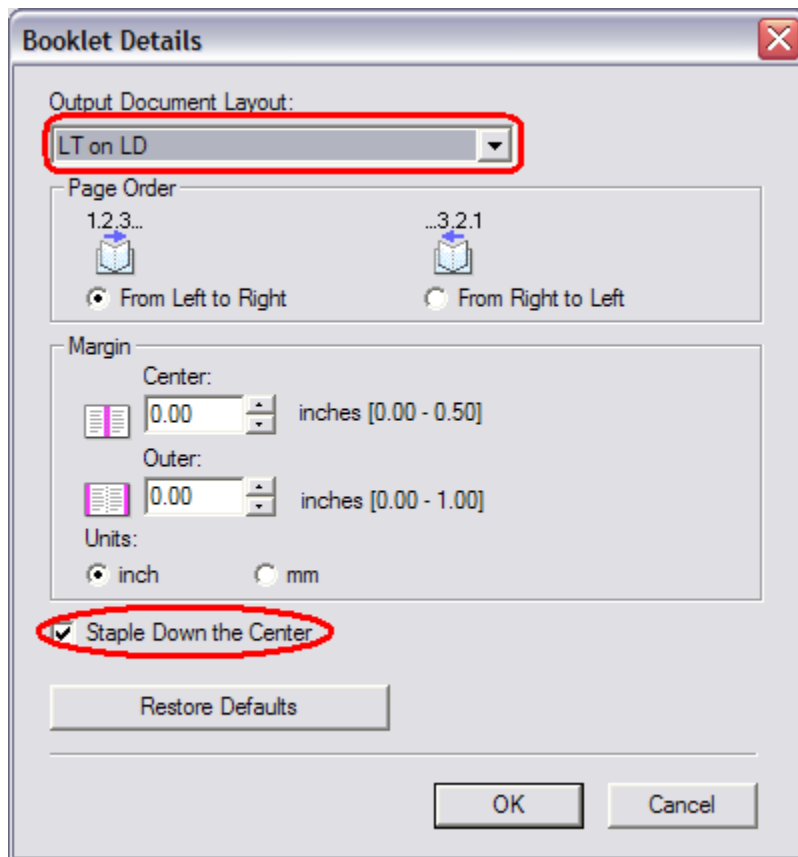 Booklet Details
Output Document Layout:
LT on LD
Page Order
1.2.3... ...3.2.1
From Left to Right From Right to Left
Margin
Center:
0.00 inches [0.00 - 0.50]
Outer:
0.00 inches [0.00 - 1.00]
Units:
inch mm
Staple Down the Center
Restore Defaults
OK Cancel